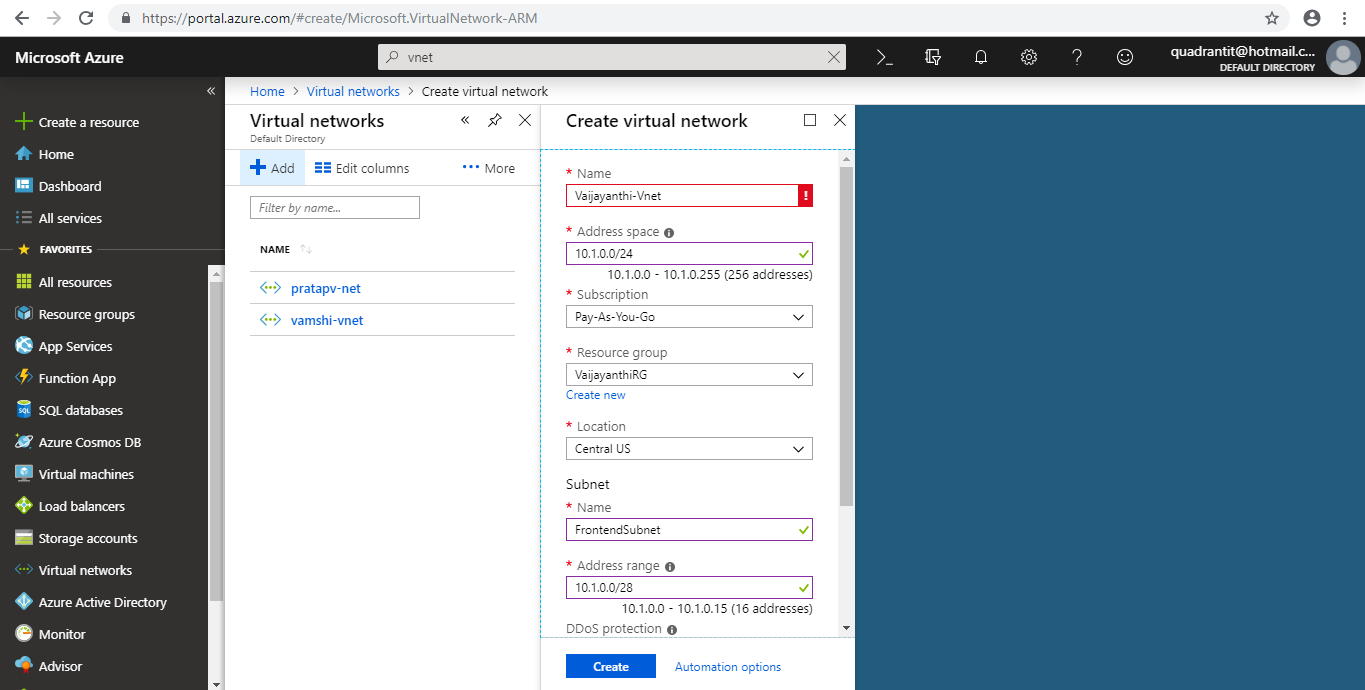 https://portal.azure.com/#create/Microsoft.VirtualNetwork-ARM
Microsoft Azure
vnet
quadrantit@hotmail.c...
DEFAULT DIRECTORY
Create a resource
Home
Dashboard
All services
FAVORITES
All resources
Resource groups
App Services
Function App
SQL databases
Azure Cosmos DB
Virtual machines
Load balancers
Storage accounts
Virtual networks
Azure Active Directory
Monitor
Advisor
Home > Virtual networks > Create virtual network
Virtual networks
Default Directory
Add
Edit columns
More
Filter by name...
NAME
pratapv-net
vamshi-vnet
Create virtual network
* Name
Vaijayanthi-Vnet
* Address space
10.1.0.0/24
10.1.0.0 - 10.1.0.255 (256 addresses)
* Subscription
Pay-As-You-Go
* Resource group
VaijayanthiRG
Create new
* Location
Central US
Subnet
* Name
FrontendSubnet
* Address range
10.1.0.0/28
10.1.0.0 - 10.1.0.15 (16 addresses)
DDoS protection
Create
Automation options